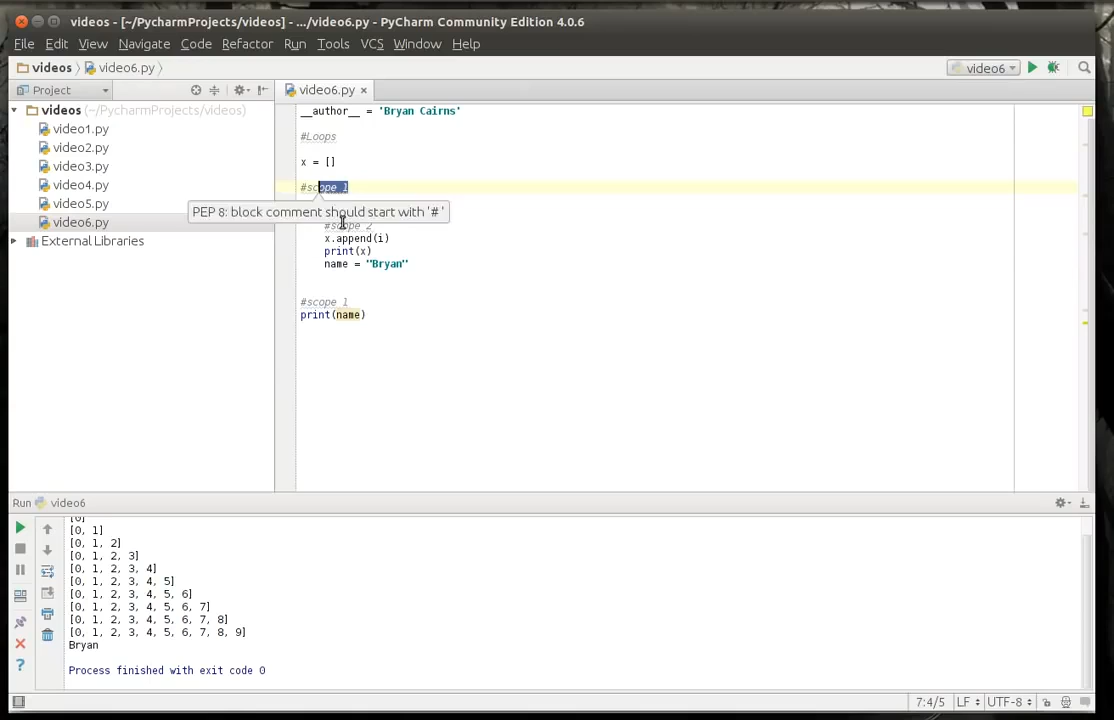 videos - [~/PycharmProjects/videos] - .../video6.py - PyCharm Community Edition 4.0.6
File Edit View Navigate Code Refactor Run Tools VCS Window Help
videos video6.py video6
Project video6.py
videos (~/PycharmProjects/videos)
video1.py
video2.py
video3.py
video4.py
video5.py
video6.py
External Libraries
__author__ = 'Bryan Cairns'
#Loops
x = []
#scope 1
PEP 8: block comment should start with '# '
#scope 2
x.append(i)
print(x)
name = "Bryan"
#scope 1
print(name)
Run video6
[0]
[0, 1]
[0, 1, 2]
[0, 1, 2, 3]
[0, 1, 2, 3, 4]
[0, 1, 2, 3, 4, 5]
[0, 1, 2, 3, 4, 5, 6]
[0, 1, 2, 3, 4, 5, 6, 7]
[0, 1, 2, 3, 4, 5, 6, 7, 8]
[0, 1, 2, 3, 4, 5, 6, 7, 8, 9]
Bryan
Process finished with exit code 0
7:4/5 LF UTF-8